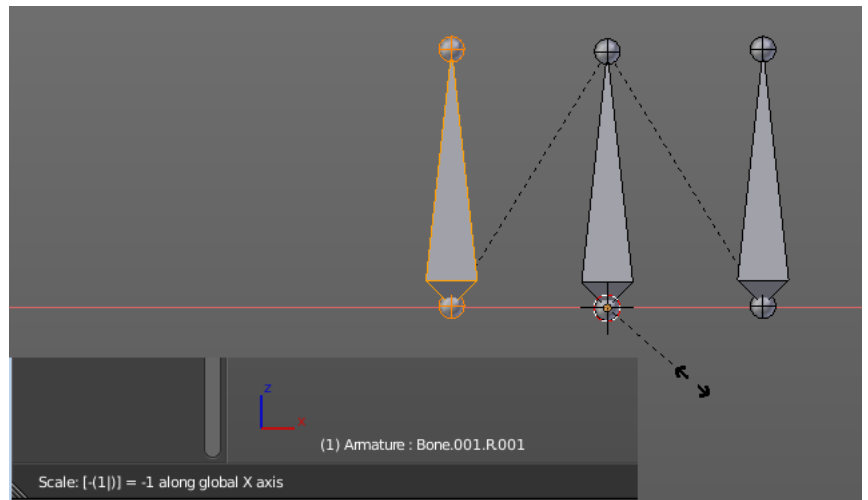 z
x
(1) Armature : Bone.001.R.001
Scale: [-(1|)] = -1 along global X axis